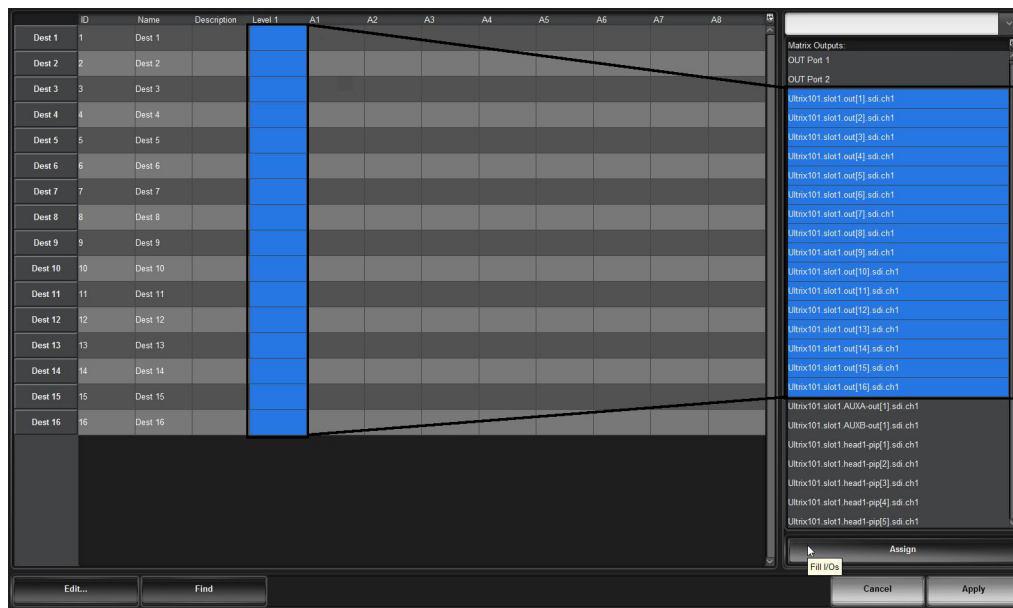 ID Name Description Level 1 A1 A2 A3 A4 A5 A6 A7 A8
Dest 1 1 Dest 1
Dest 2 2 Dest 2
Dest 3 3 Dest 3
Dest 4 4 Dest 4
Dest 5 5 Dest 5
Dest 6 6 Dest 6
Dest 7 7 Dest 7
Dest 8 8 Dest 8
Dest 9 9 Dest 9
Dest 10 10 Dest 10
Dest 11 11 Dest 11
Dest 12 12 Dest 12
Dest 13 13 Dest 13
Dest 14 14 Dest 14
Dest 15 15 Dest 15
Dest 16 16 Dest 16
Matrix Outputs:
OUT Port 1
OUT Port 2
Ultrix101.slot1.out[1].sdi.ch1
Ultrix101.slot1.out[2].sdi.ch1
Ultrix101.slot1.out[3].sdi.ch1
Ultrix101.slot1.out[4].sdi.ch1
Ultrix101.slot1.out[5].sdi.ch1
Ultrix101.slot1.out[6].sdi.ch1
Ultrix101.slot1.out[7].sdi.ch1
Ultrix101.slot1.out[8].sdi.ch1
Ultrix101.slot1.out[9].sdi.ch1
Ultrix101.slot1.out[10].sdi.ch1
Ultrix101.slot1.out[11].sdi.ch1
Ultrix101.slot1.out[12].sdi.ch1
Ultrix101.slot1.out[13].sdi.ch1
Ultrix101.slot1.out[14].sdi.ch1
Ultrix101.slot1.out[15].sdi.ch1
Ultrix101.slot1.out[16].sdi.ch1
Ultrix101.slot1.AUXA-out[1].sdi.ch1
Ultrix101.slot1.AUXB-out[1].sdi.ch1
Ultrix101.slot1.head1-pip[1].sdi.ch1
Ultrix101.slot1.head1-pip[2].sdi.ch1
Ultrix101.slot1.head1-pip[3].sdi.ch1
Ultrix101.slot1.head1-pip[4].sdi.ch1
Ultrix101.slot1.head1-pip[5].sdi.ch1
Assign
Fill I/Os
Edit... Find Cancel Apply